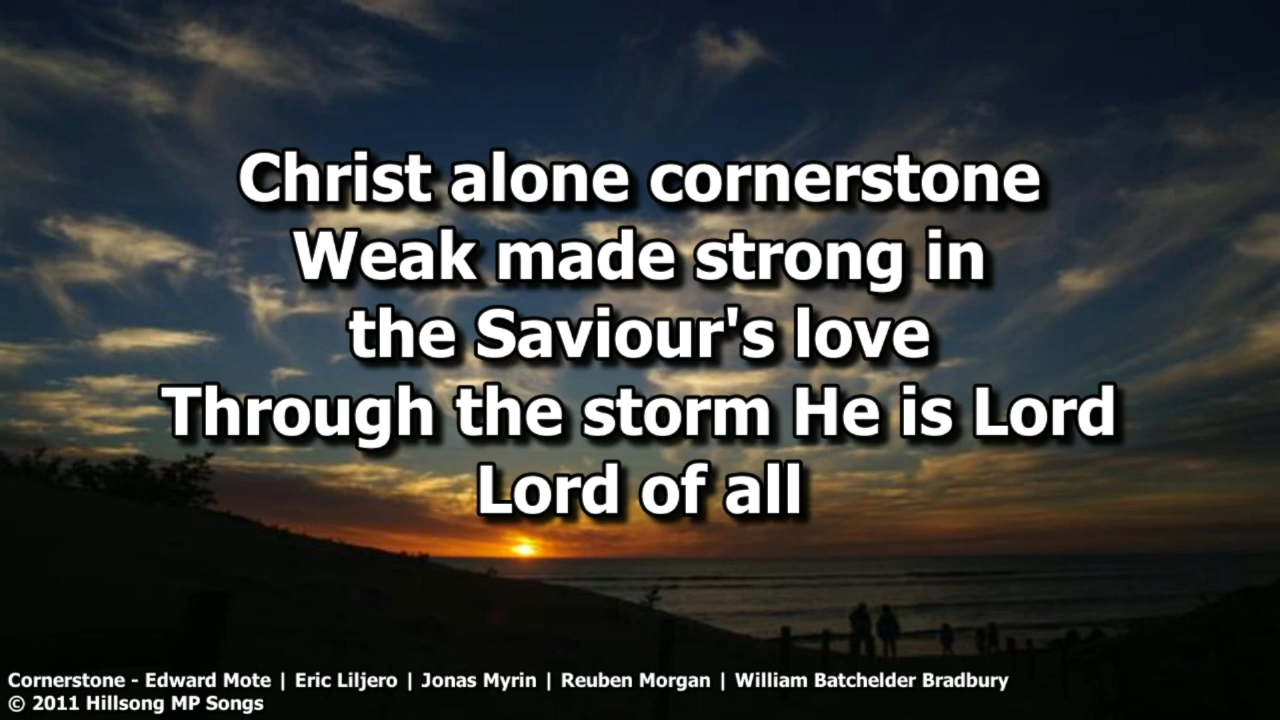 Christ alone cornerstone
Weak made strong in
the Saviour's love
Through the storm He is Lord
Lord of all
Cornerstone - Edward Mote | Eric Liljero | Jonas Myrin | Reuben Morgan | William Batchelder Bradbury
© 2011 Hillsong MP Songs